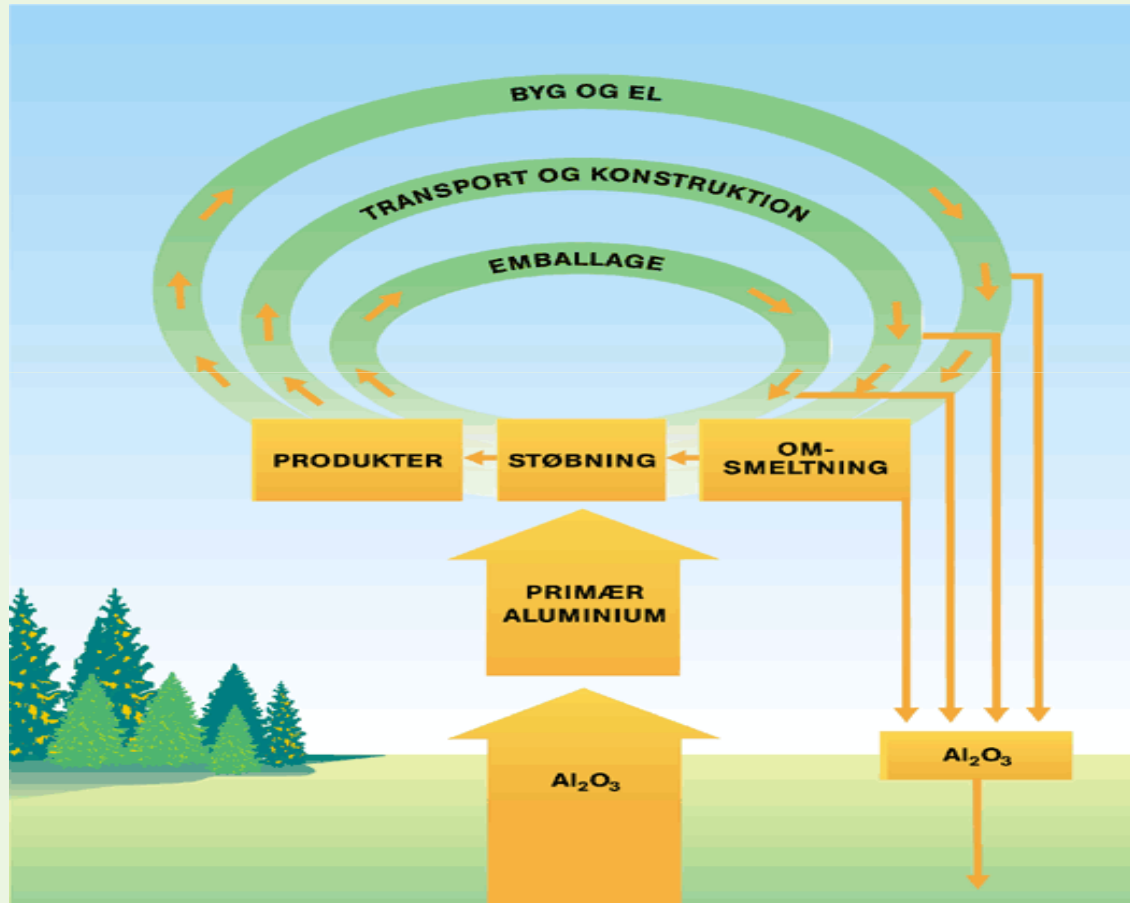 BYG OG EL
TRANSPORT OG KONSTRUKTION
EMBALLAGE
PRODUKTER
STØBNING
OM-
SMELTNING
PRIMÆR
ALUMINIUM
Al₂O₃
Al₂O₃